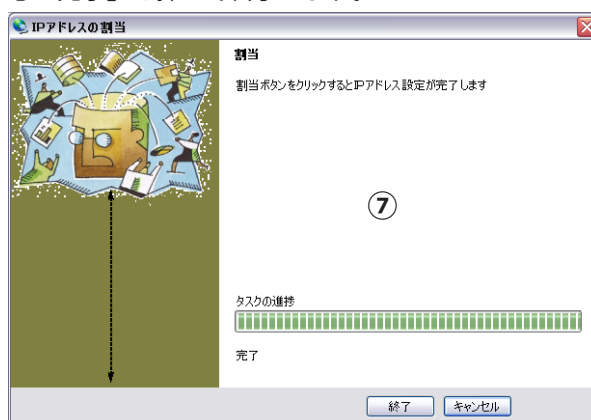 IPアドレスの割当
割当
割当ボタンをクリックするとIPアドレス設定が完了します
⑦
タスクの進捗
完了
終了
キャンセル